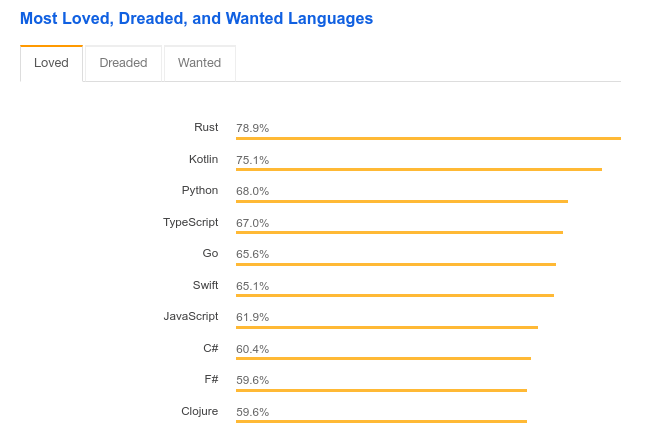 Most Loved, Dreaded, and Wanted Languages
Loved Dreaded Wanted
Rust 78.9%
Kotlin 75.1%
Python 68.0%
TypeScript 67.0%
Go 65.6%
Swift 65.1%
JavaScript 61.9%
C# 60.4%
F# 59.6%
Clojure 59.6%